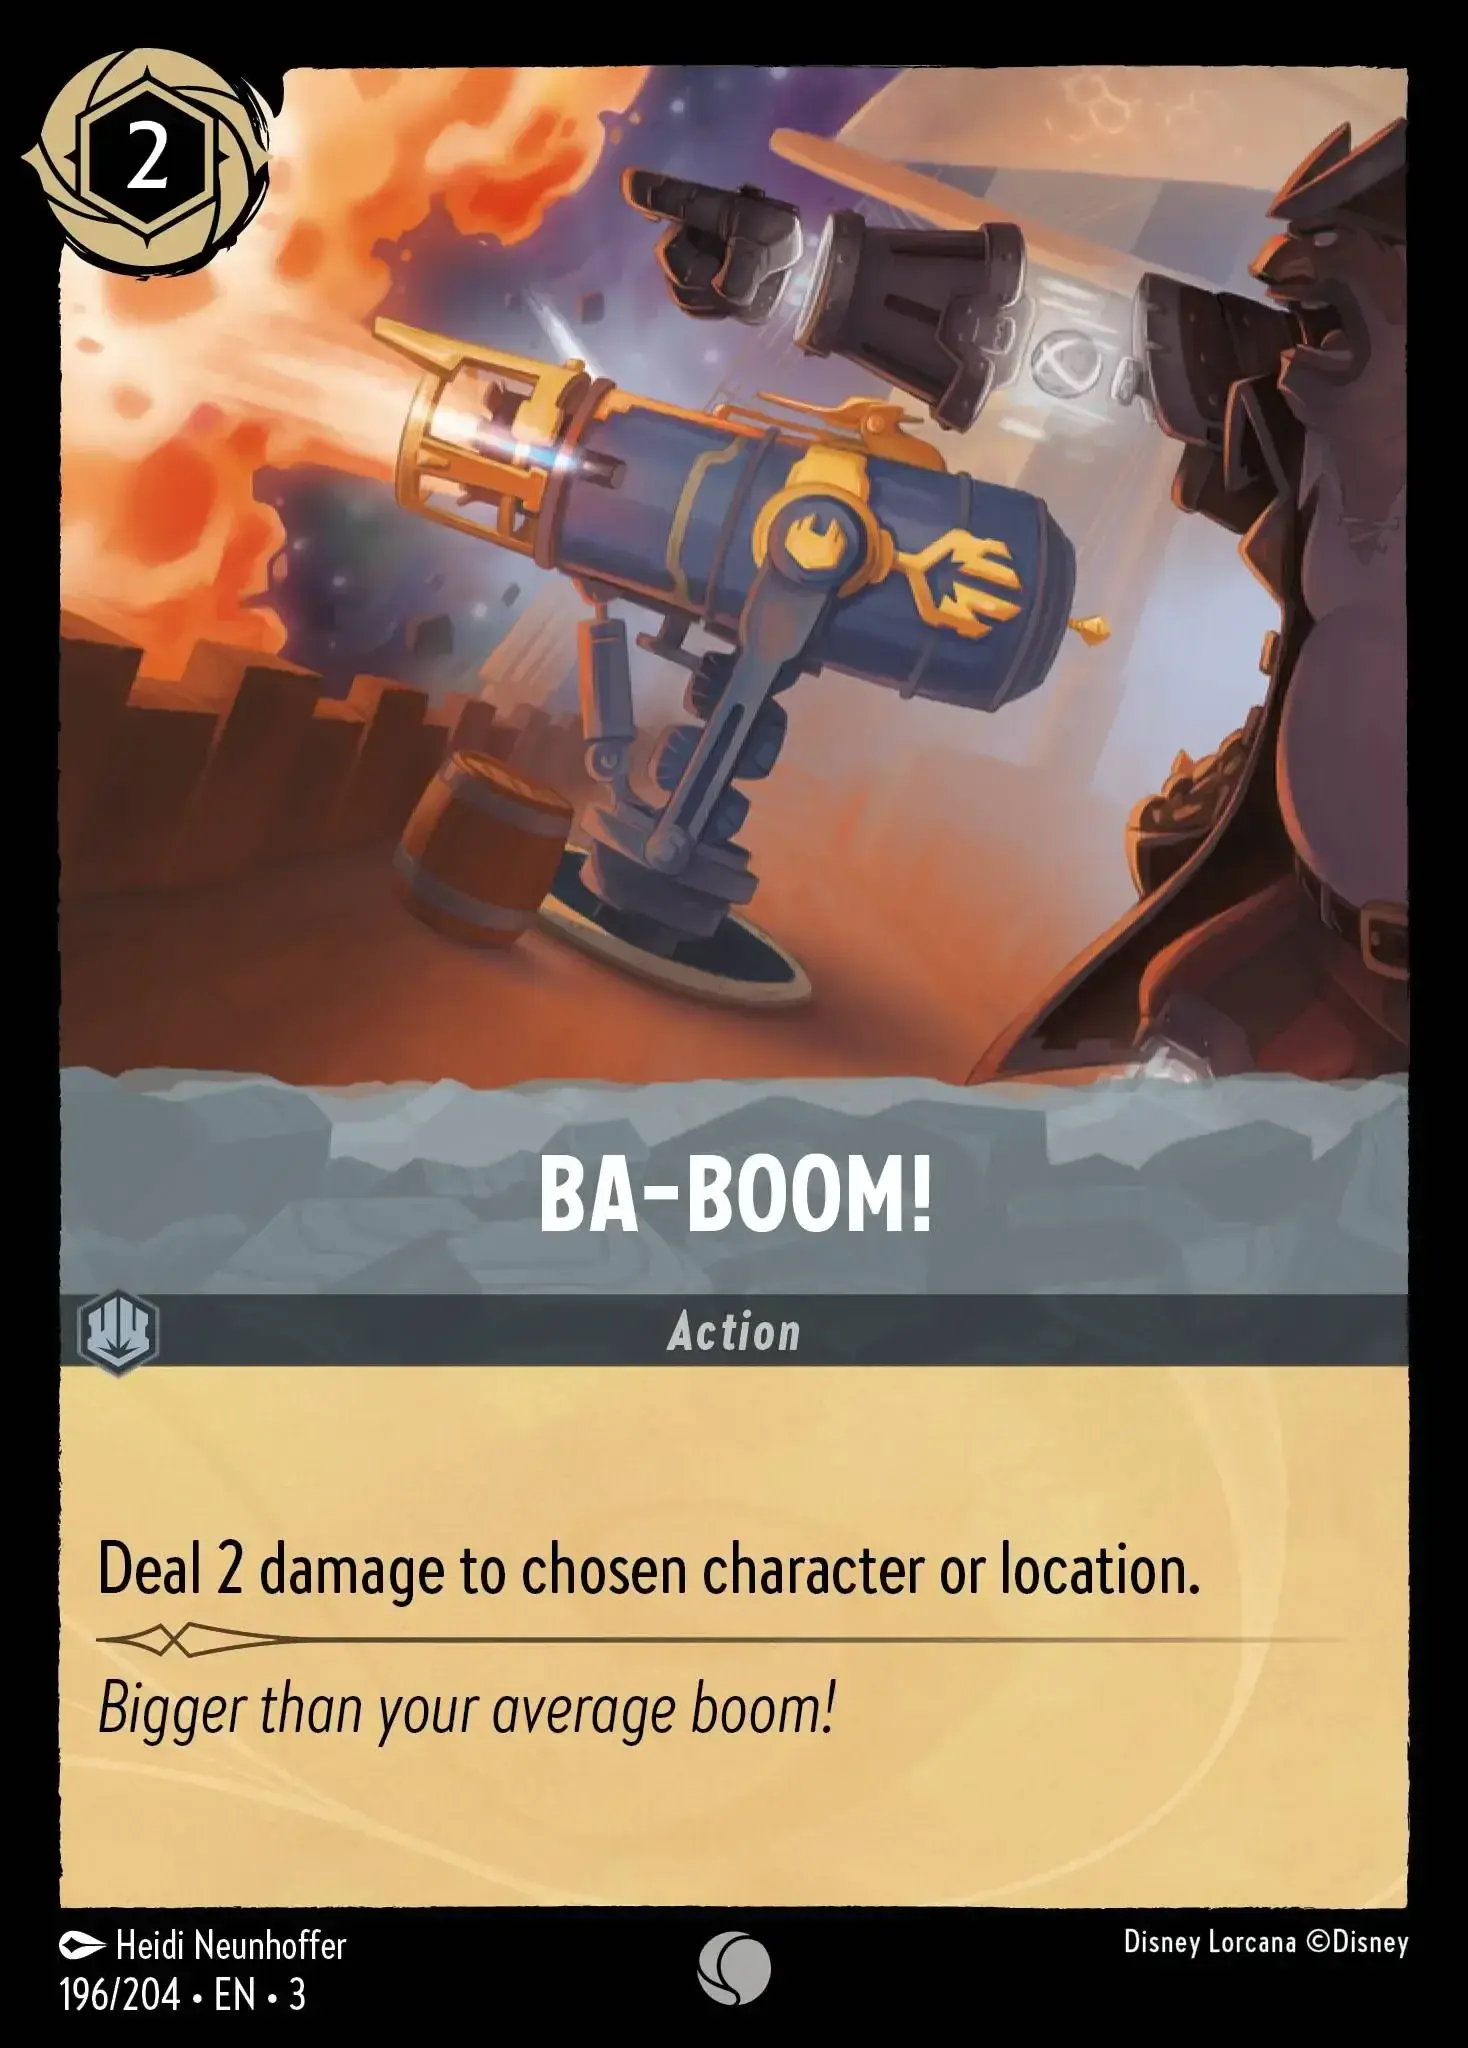 2
BA-BOOM!
Action
Deal 2 damage to chosen character or location.
Bigger than your average boom!
Heidi Neunhoffer
196/204 • EN • 3
Disney Lorcana ©Disney